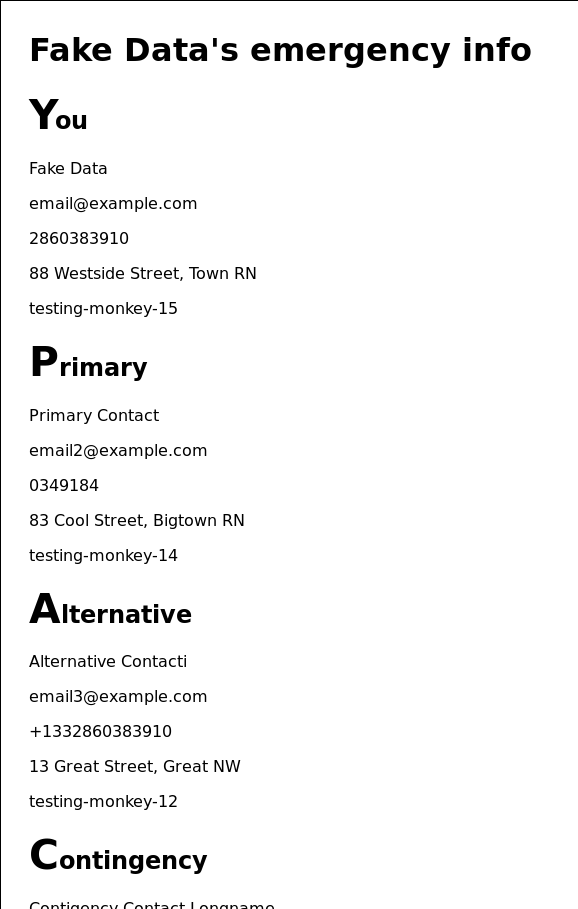 Fake Data's emergency info
You
Fake Data
email@example.com
2860383910
88 Westside Street, Town RN
testing-monkey-15
Primary
Primary Contact
email2@example.com
0349184
83 Cool Street, Bigtown RN
testing-monkey-14
Alternative
Alternative Contacti
email3@example.com
+1332860383910
13 Great Street, Great NW
testing-monkey-12
Contingency
Contigency Contact Longname